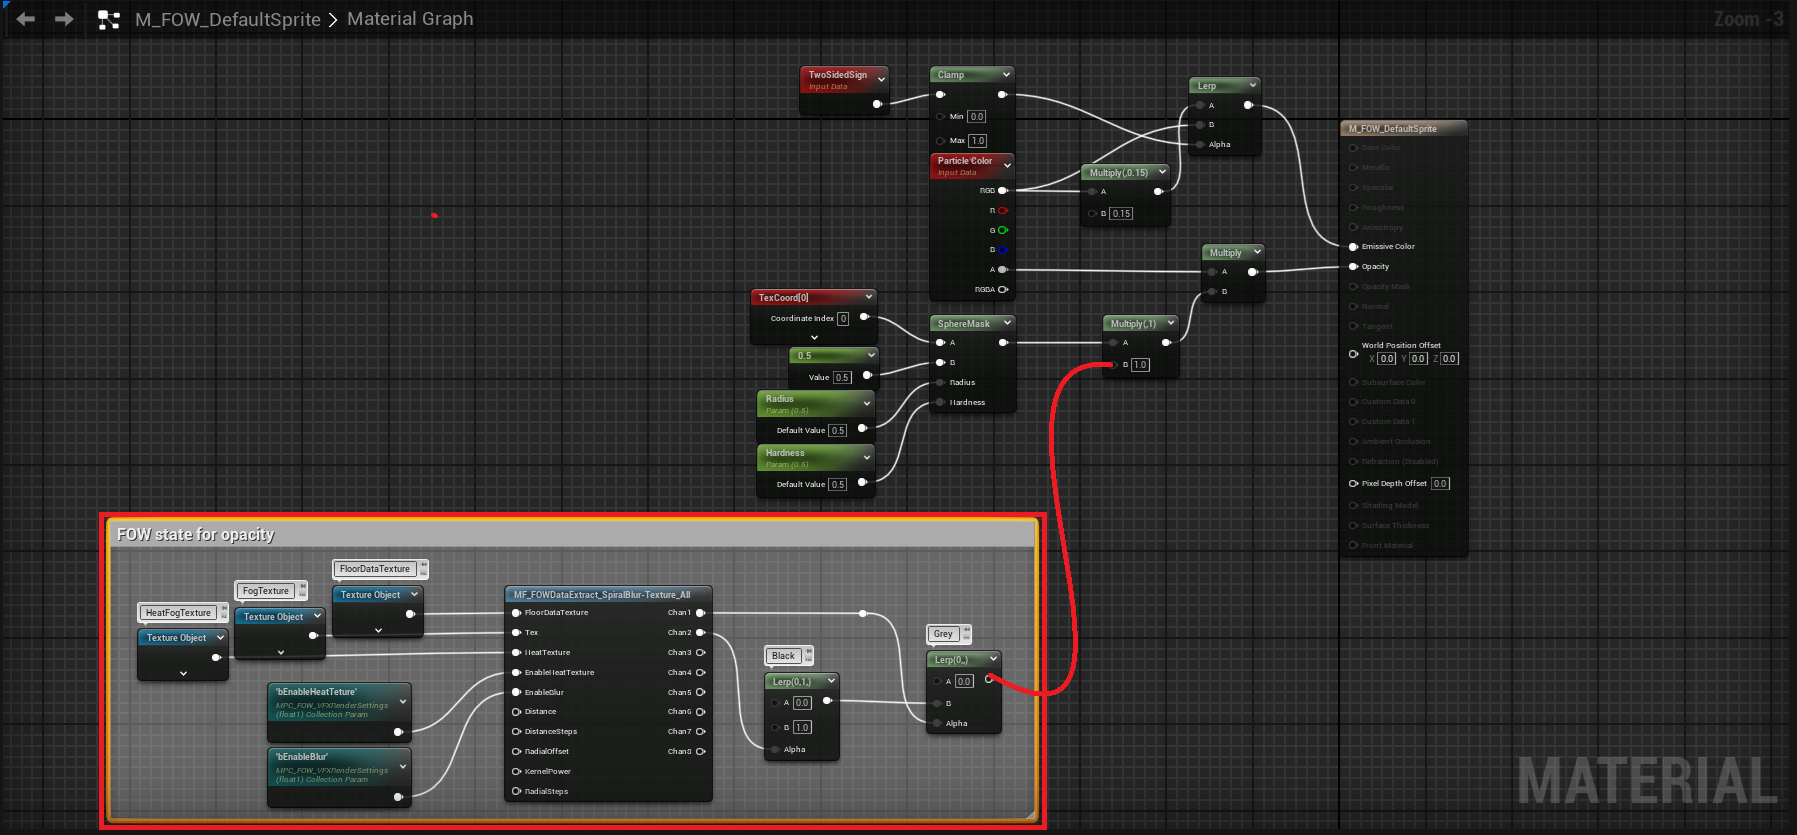 M_FOW_DefaultSprite > Material Graph
Zoom -3
TwoSidedSign
Input Data
Clamp
Min 0.0
Max 1.0
Particle Color
Input Data
RGB
R
G
B
A
RGBA
Multiply(,0.15)
A
B 0.15
Lerp
A
B
Alpha
Multiply
A
B
TexCoord[0]
Coordinate Index 0
0.5
Value 0.5
Radius
Param (0.5)
Default Value 0.5
Hardness
Param (0.5)
Default Value 0.5
SphereMask
A
B
Radius
Hardness
Multiply(,1)
A
B 1.0
M_FOW_DefaultSprite
Base Color
Metallic
Specular
Roughness
Anisotropy
Emissive Color
Opacity
Opacity Mask
Normal
Tangent
World Position Offset
X 0.0 Y 0.0 Z 0.0
Subsurface Color
Custom Data 0
Custom Data 1
Ambient Occlusion
Refraction (Disabled)
Pixel Depth Offset 0.0
Shading Model
Surface Thickness
Front Material
FOW state for opacity
HeatFogTexture
Texture Object
FogTexture
Texture Object
FloorDataTexture
Texture Object
'bEnableHeatTeture'
MPC_FOW_VFXRenderSettings
(float1) Collection Param
'bEnableBlur'
MPC_FOW_VFXRenderSettings
(float1) Collection Param
MF_FOWDataExtract_SpiralBlur-Texture_All
FloorDataTexture Chan1
Tex Chan2
HeatTexture Chan3
EnableHeatTexture Chan4
EnableBlur Chan5
Distance Chan6
DistanceSteps Chan7
RadialOffset Chan8
KernelPower
RadialSteps
Black
Lerp(0,1,)
A 0.0
B 1.0
Alpha
Grey
Lerp(0,,)
A 0.0
B
Alpha
MATERIAL